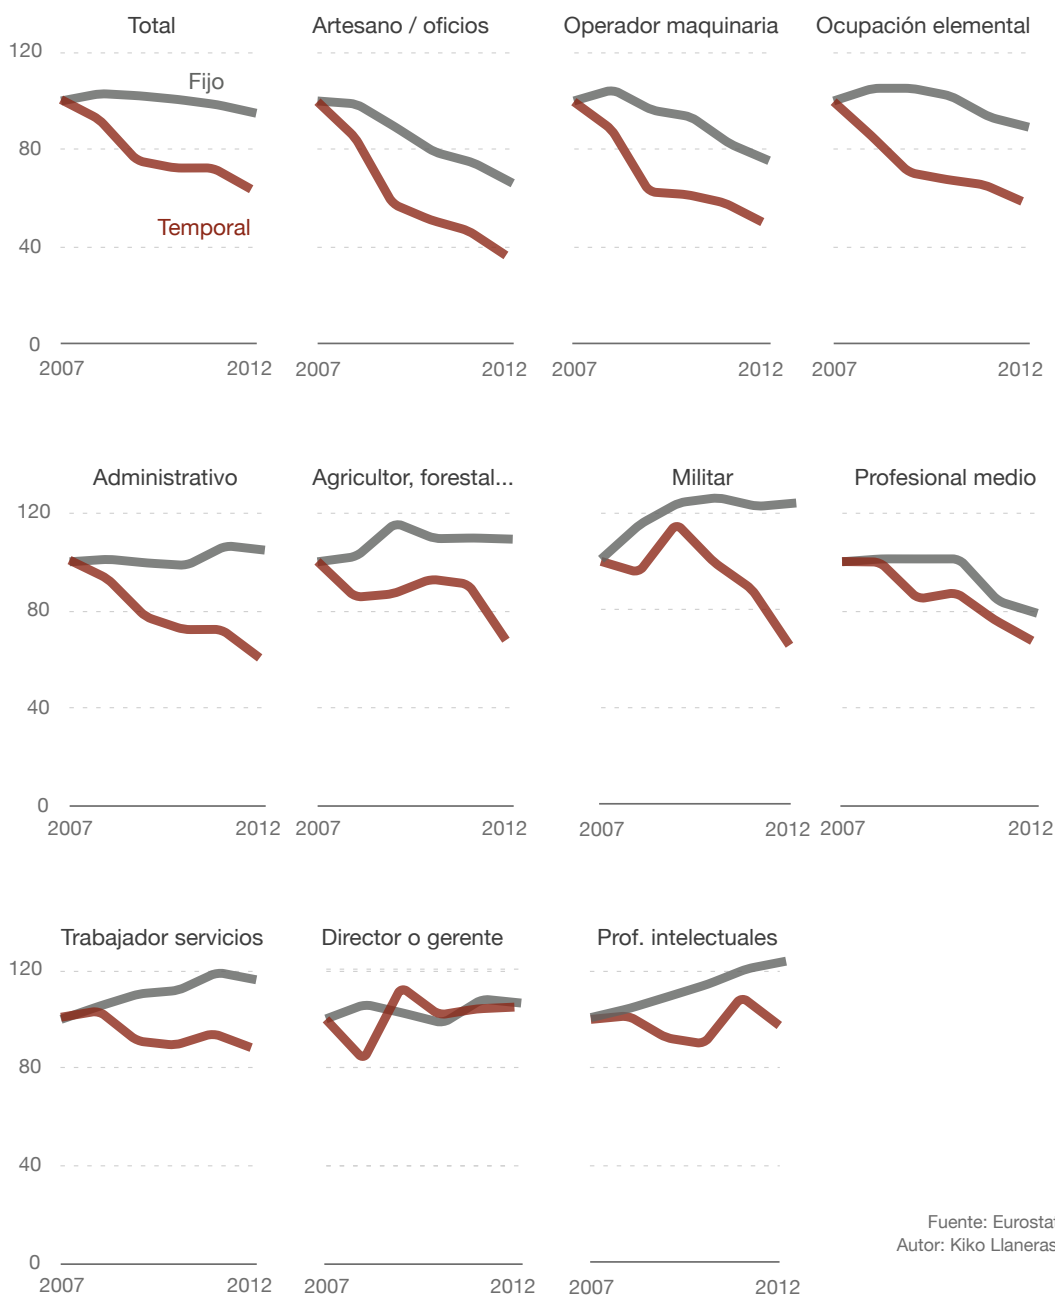 Total
Artesano / oficios
Operador maquinaria
Ocupación elemental
120
Fijo
80
Temporal
40
0
2007 2012
2007 2012
2007 2012
2007 2012
Administrativo
Agricultor, forestal...
Militar
Profesional medio
120
80
40
0
2007 2012
2007 2012
2007 2012
2007 2012
Trabajador servicios
Director o gerente
Prof. intelectuales
120
80
40
0
2007 2012
2007 2012
2007 2012
Fuente: Eurostat
Autor: Kiko Llaneras